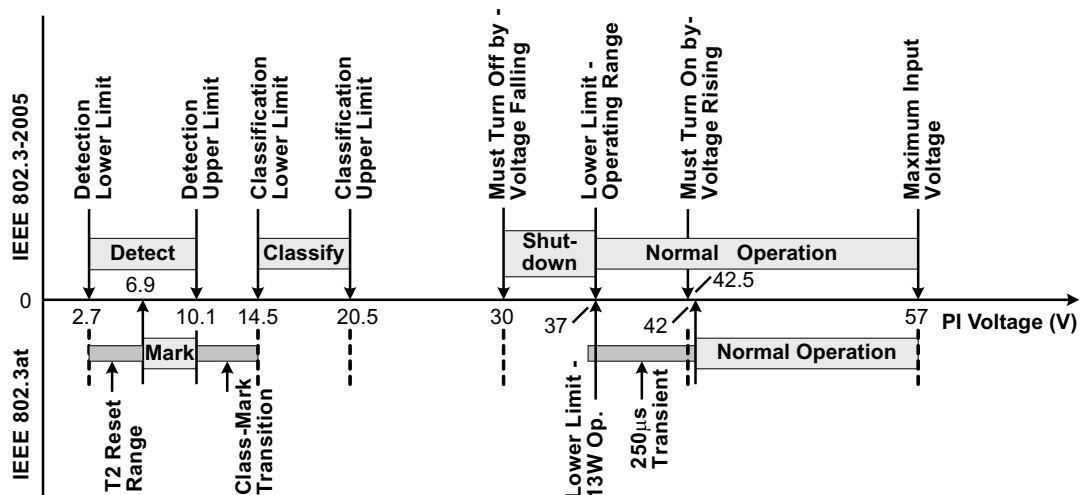 IEEE 802.3-2005
Detection
Lower Limit
Detection
Upper Limit
Classification
Lower Limit
Classification
Upper Limit
Must Turn Off by -
Voltage Falling
Lower Limit -
Operating Range
Must Turn On by-
Voltage Rising
Maximum Input
Voltage
Detect
Classify
Shut-
down
Normal Operation
6.9
42.5
0
2.7
10.1
14.5
20.5
30
37
42
57
PI Voltage (V)
IEEE 802.3at
Mark
Normal Operation
T2 Reset
Range
Class-Mark
Transition
Lower Limit -
13W Op.
250μs
Transient